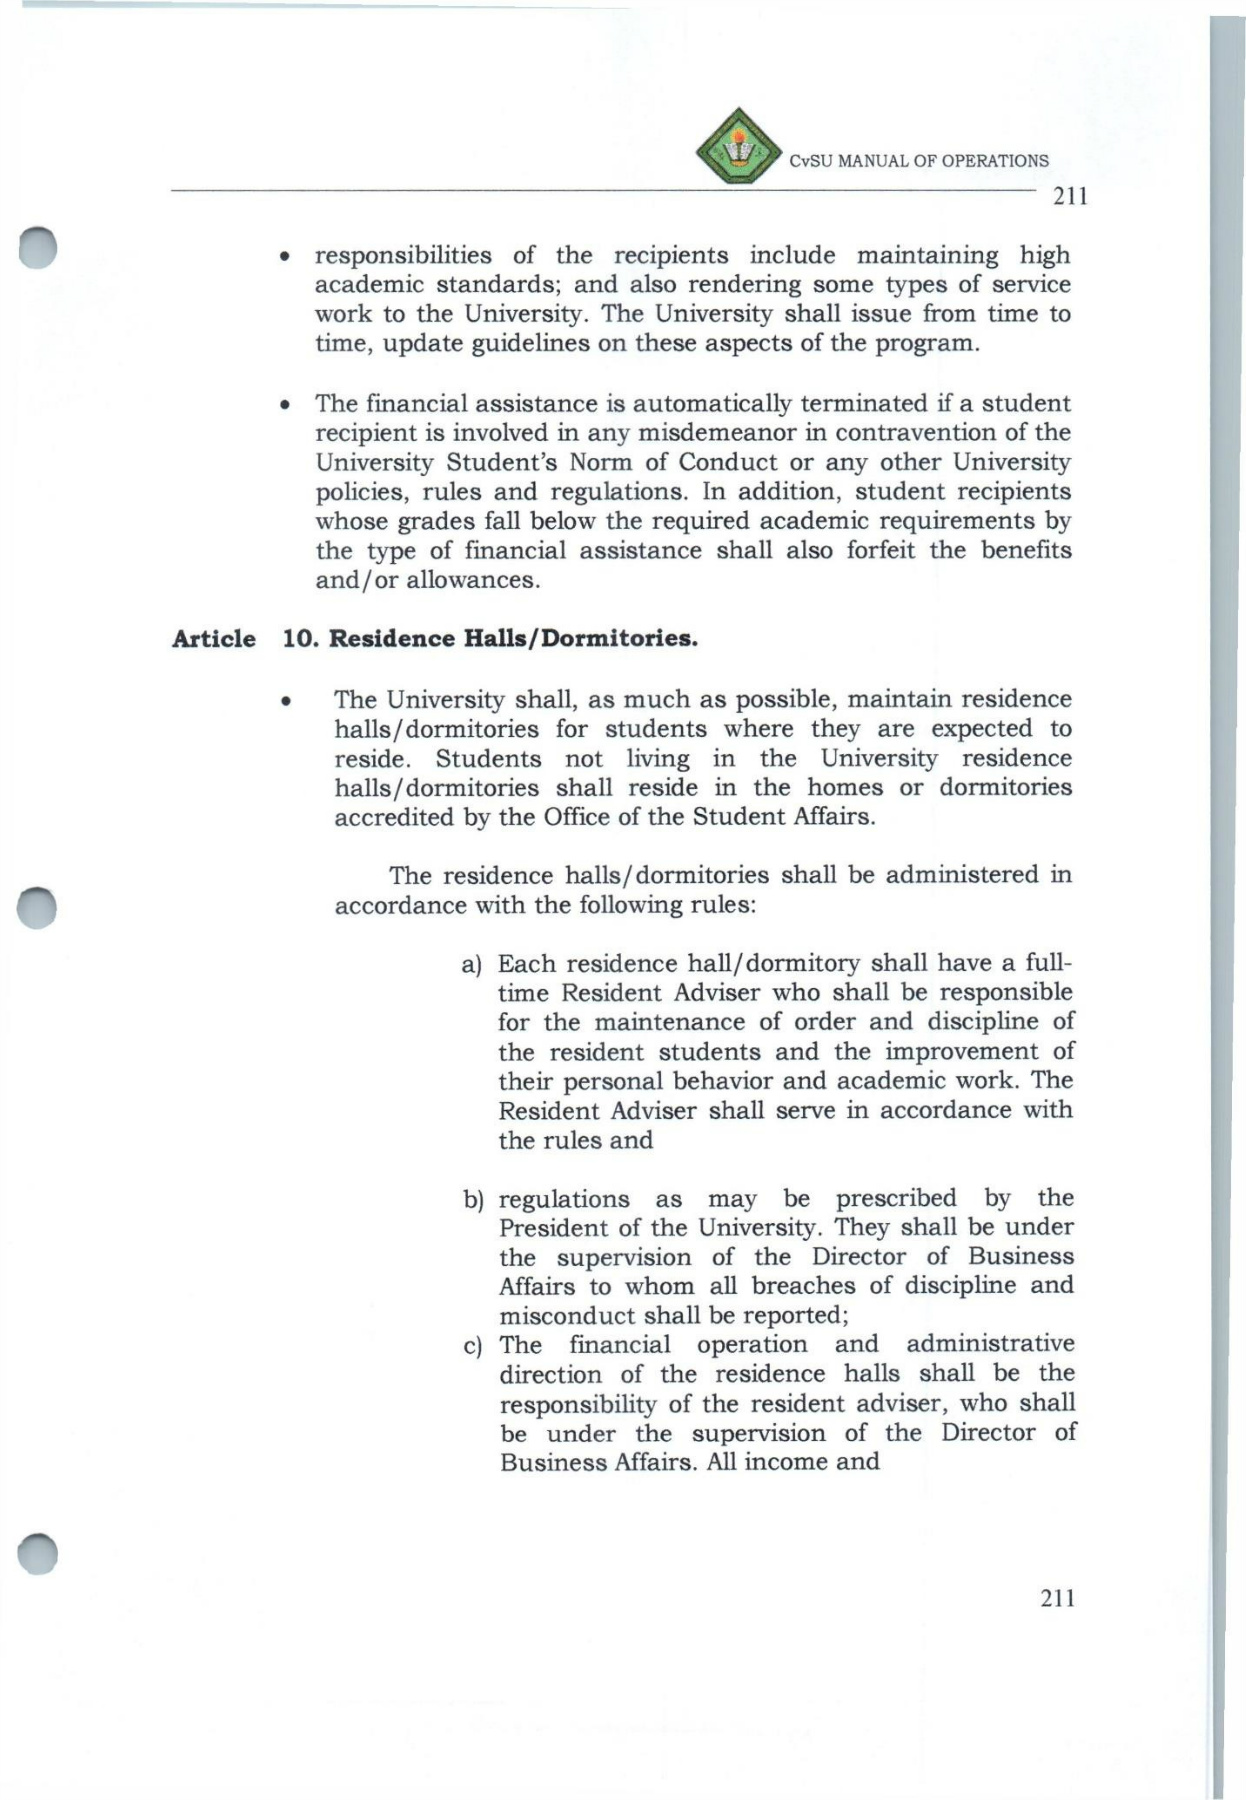 CvSU MANUAL OF OPERATIONS
211
• responsibilities of the recipients include maintaining high
academic standards; and also rendering some types of service
work to the University. The University shall issue from time to
time, update guidelines on these aspects of the program.
• The financial assistance is automatically terminated if a student
recipient is involved in any misdemeanor in contravention of the
University Student's Norm of Conduct or any other University
policies, rules and regulations. In addition, student recipients
whose grades fall below the required academic requirements by
the type of financial assistance shall also forfeit the benefits
and/or allowances.
Article 10. Residence Halls/Dormitories.
• The University shall, as much as possible, maintain residence
halls/dormitories for students where they are expected to
reside. Students not living in the University residence
halls/dormitories shall reside in the homes or dormitories
accredited by the Office of the Student Affairs.
The residence halls/dormitories shall be administered in
accordance with the following rules:
a) Each residence hall/dormitory shall have a full-
time Resident Adviser who shall be responsible
for the maintenance of order and discipline of
the resident students and the improvement of
their personal behavior and academic work. The
Resident Adviser shall serve in accordance with
the rules and
b) regulations as may be prescribed by the
President of the University. They shall be under
the supervision of the Director of Business
Affairs to whom all breaches of discipline and
misconduct shall be reported;
c) The financial operation and administrative
direction of the residence halls shall be the
responsibility of the resident adviser, who shall
be under the supervision of the Director of
Business Affairs. All income and
211